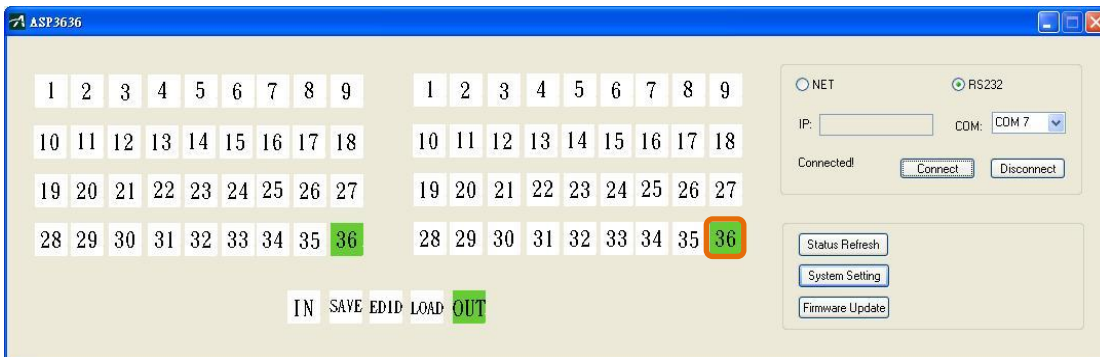 ASP3636
1 2 3 4 5 6 7 8 9
10 11 12 13 14 15 16 17 18
19 20 21 22 23 24 25 26 27
28 29 30 31 32 33 34 35 36
IN SAVE EDID LOAD OUT
1 2 3 4 5 6 7 8 9
10 11 12 13 14 15 16 17 18
19 20 21 22 23 24 25 26 27
28 29 30 31 32 33 34 35 36
NET RS232
IP: COM: COM 7
Connected! Connect Disconnect
Status Refresh
System Setting
Firmware Update